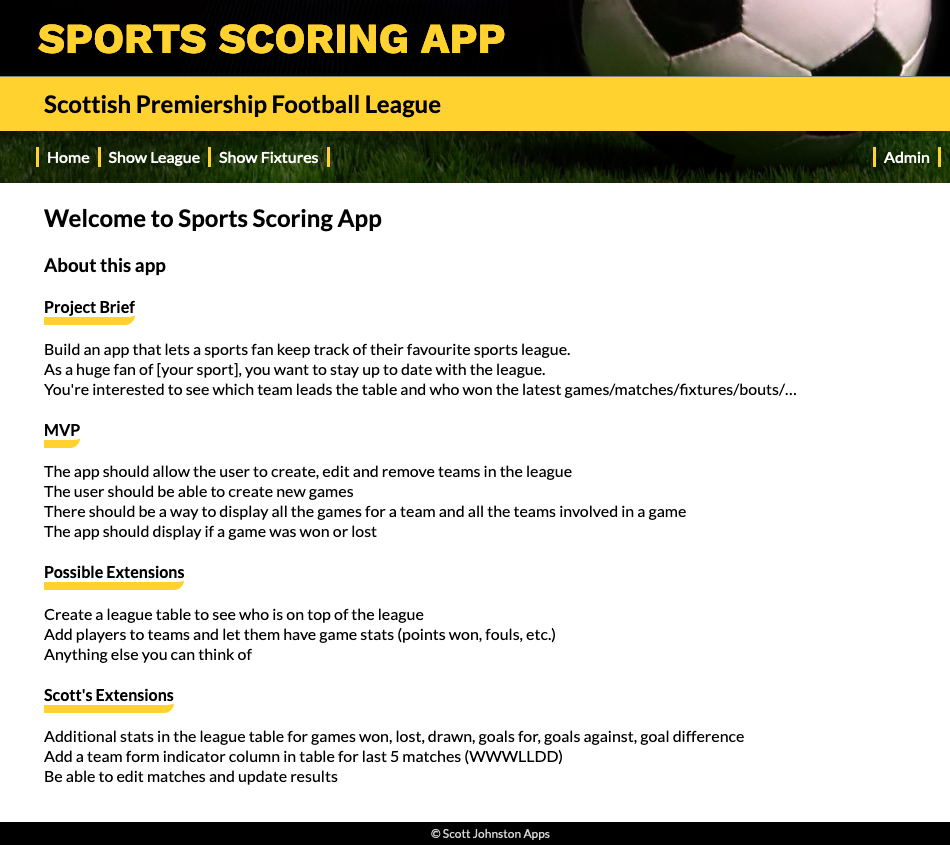 SPORTS SCORING APP
Scottish Premiership Football League
Home Show League Show Fixtures Admin
Welcome to Sports Scoring App
About this app
Project Brief
Build an app that lets a sports fan keep track of their favourite sports league.
As a huge fan of [your sport], you want to stay up to date with the league.
You're interested to see which team leads the table and who won the latest games/matches/fixtures/bouts/...
MVP
The app should allow the user to create, edit and remove teams in the league
The user should be able to create new games
There should be a way to display all the games for a team and all the teams involved in a game
The app should display if a game was won or lost
Possible Extensions
Create a league table to see who is on top of the league
Add players to teams and let them have game stats (points won, fouls, etc.)
Anything else you can think of
Scott's Extensions
Additional stats in the league table for games won, lost, drawn, goals for, goals against, goal difference
Add a team form indicator column in table for last 5 matches (WWWLLDD)
Be able to edit matches and update results
© Scott Johnston Apps